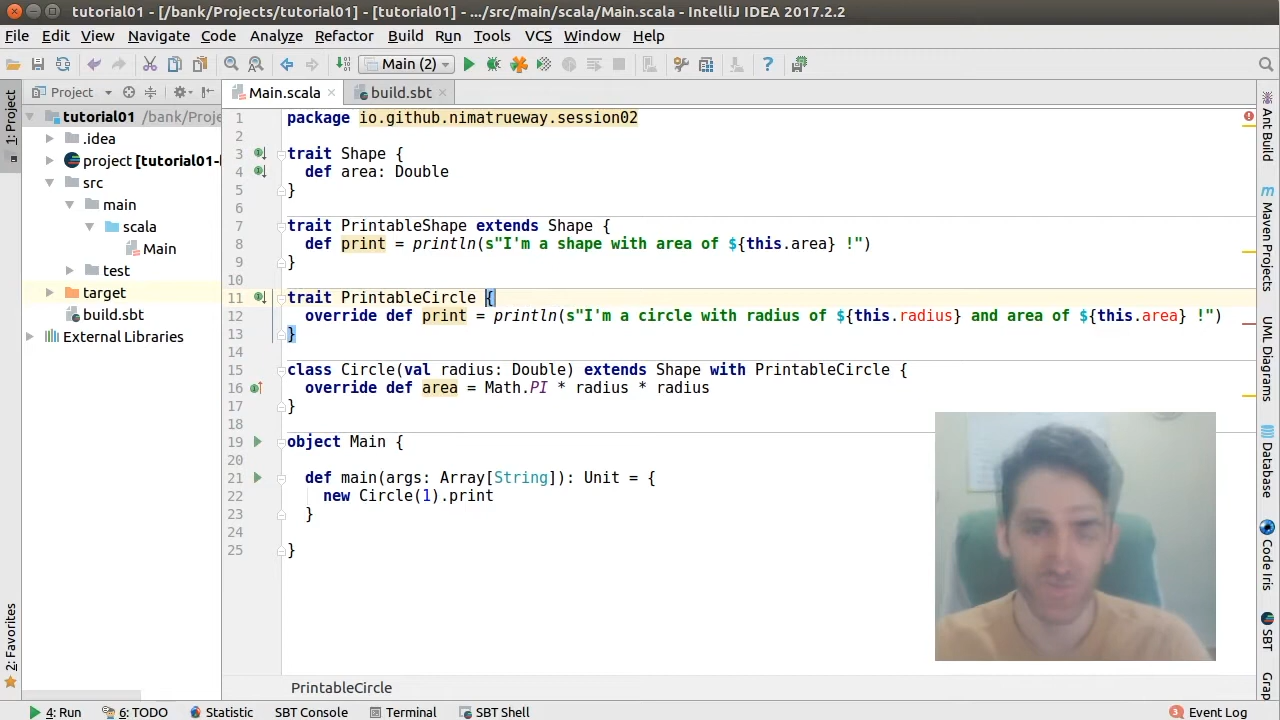 tutorial01 - [/bank/Projects/tutorial01] - [tutorial01] - .../src/main/scala/Main.scala - IntelliJ IDEA 2017.2.2
File Edit View Navigate Code Analyze Refactor Build Run Tools VCS Window Help
Main (2)
Project
Main.scala
build.sbt
1: Project
2: Favorites
tutorial01 /bank/Proje
.idea
project [tutorial01-b
src
main
scala
Main
test
target
build.sbt
External Libraries
1 package io.github.nimatrueway.session02
2
3 trait Shape {
4 def area: Double
5 }
6
7 trait PrintableShape extends Shape {
8 def print = println(s"I'm a shape with area of ${this.area} !")
9 }
10
11 trait PrintableCircle {
12 override def print = println(s"I'm a circle with radius of ${this.radius} and area of ${this.area} !")
13 }
14
15 class Circle(val radius: Double) extends Shape with PrintableCircle {
16 override def area = Math.PI * radius * radius
17 }
18
19 object Main {
20
21 def main(args: Array[String]): Unit = {
22 new Circle(1).print
23 }
24
25 }
PrintableCircle
Ant Build
m Maven Projects
UML Diagrams
Database
Code Iris
SBT
Grap
4: Run
6: TODO
Statistic
SBT Console
Terminal
SBT Shell
3 Event Log